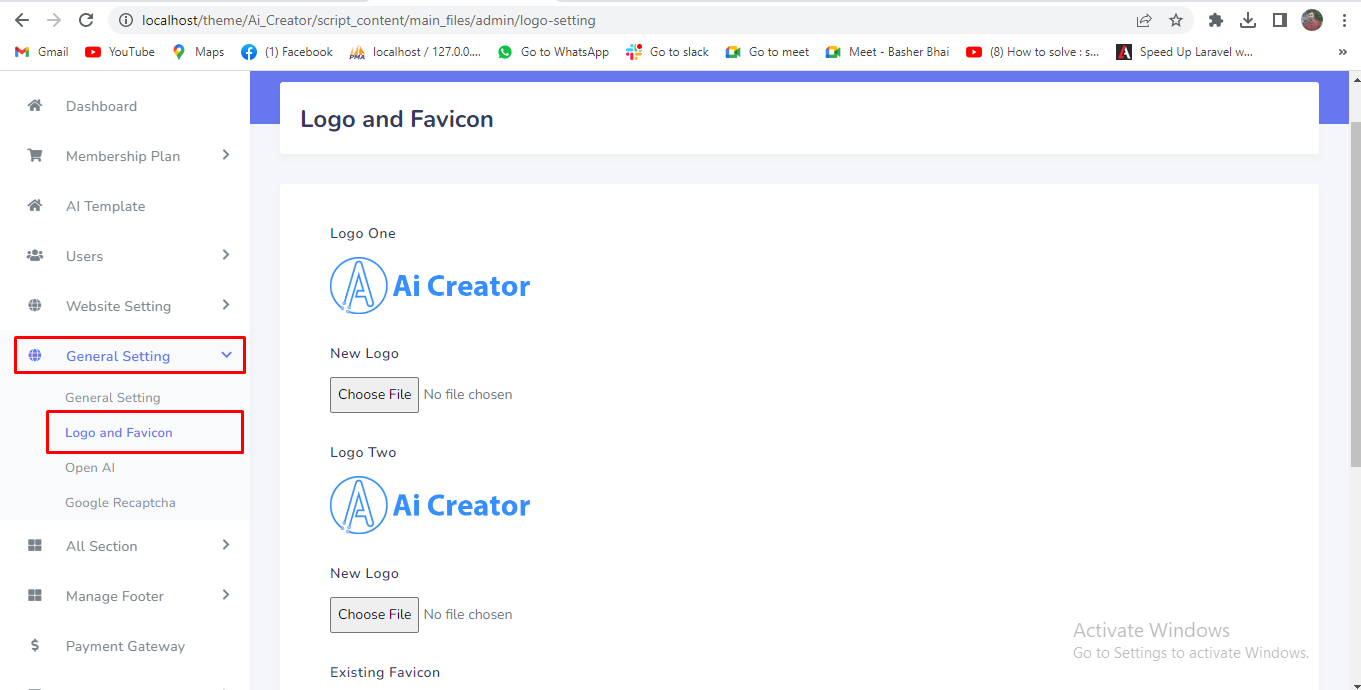 localhost/theme/Ai_Creator/script_content/main_files/admin/logo-setting
Gmail YouTube Maps (1) Facebook localhost / 127.0.0.... Go to WhatsApp Go to slack Go to meet Meet - Basher Bhai (8) How to solve : s... Speed Up Laravel w... »
Dashboard
Membership Plan
AI Template
Users
Website Setting
General Setting
General Setting
Logo and Favicon
Open AI
Google Recaptcha
All Section
Manage Footer
Payment Gateway
Logo and Favicon
Logo One
Ai Creator
New Logo
Choose File No file chosen
Logo Two
Ai Creator
New Logo
Choose File No file chosen
Existing Favicon
Activate Windows
Go to Settings to activate Windows.